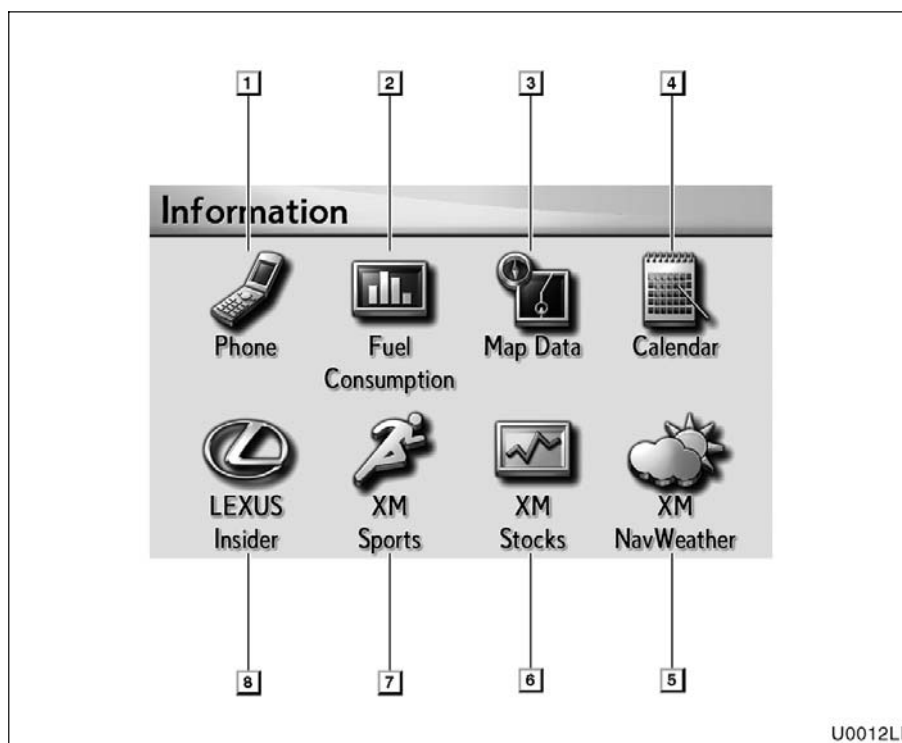 1 2 3 4
Information
Phone Fuel Consumption Map Data Calendar
LEXUS Insider XM Sports XM Stocks XM NavWeather
8 7 6 5